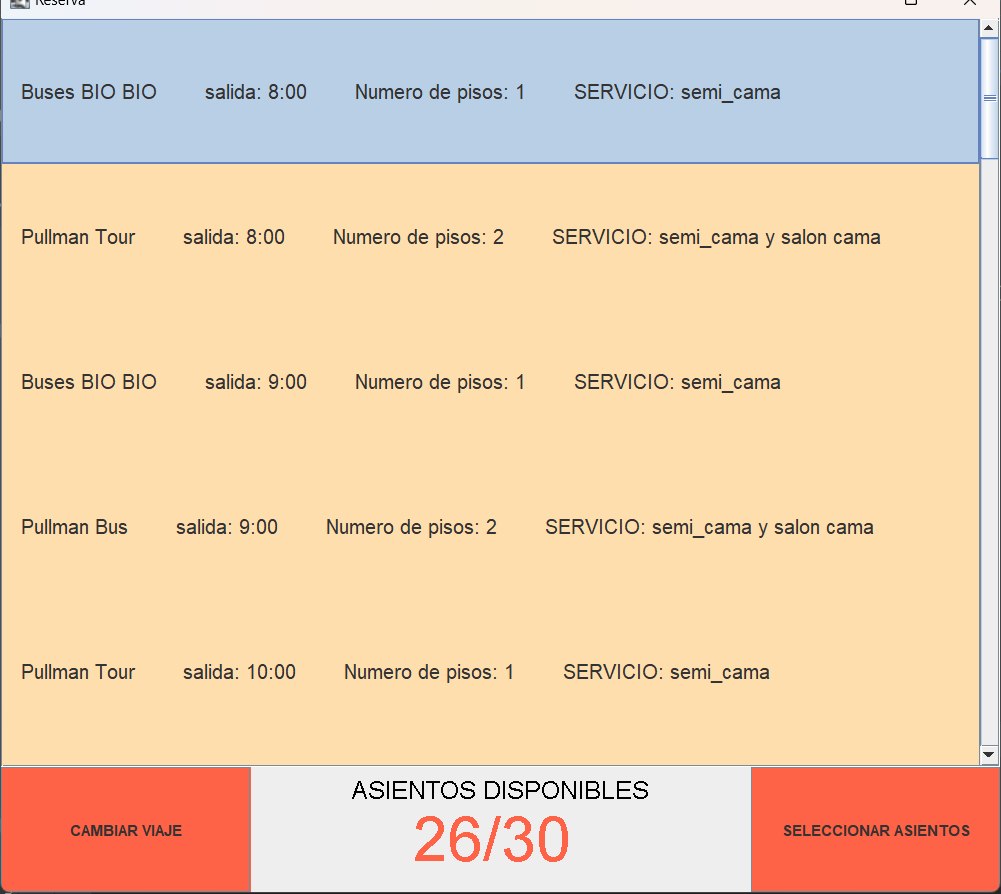 Reserva
Buses BIO BIO salida: 8:00 Numero de pisos: 1 SERVICIO: semi_cama
Pullman Tour salida: 8:00 Numero de pisos: 2 SERVICIO: semi_cama y salon cama
Buses BIO BIO salida: 9:00 Numero de pisos: 1 SERVICIO: semi_cama
Pullman Bus salida: 9:00 Numero de pisos: 2 SERVICIO: semi_cama y salon cama
Pullman Tour salida: 10:00 Numero de pisos: 1 SERVICIO: semi_cama
ASIENTOS DISPONIBLES
CAMBIAR VIAJE 26/30 SELECCIONAR ASIENTOS